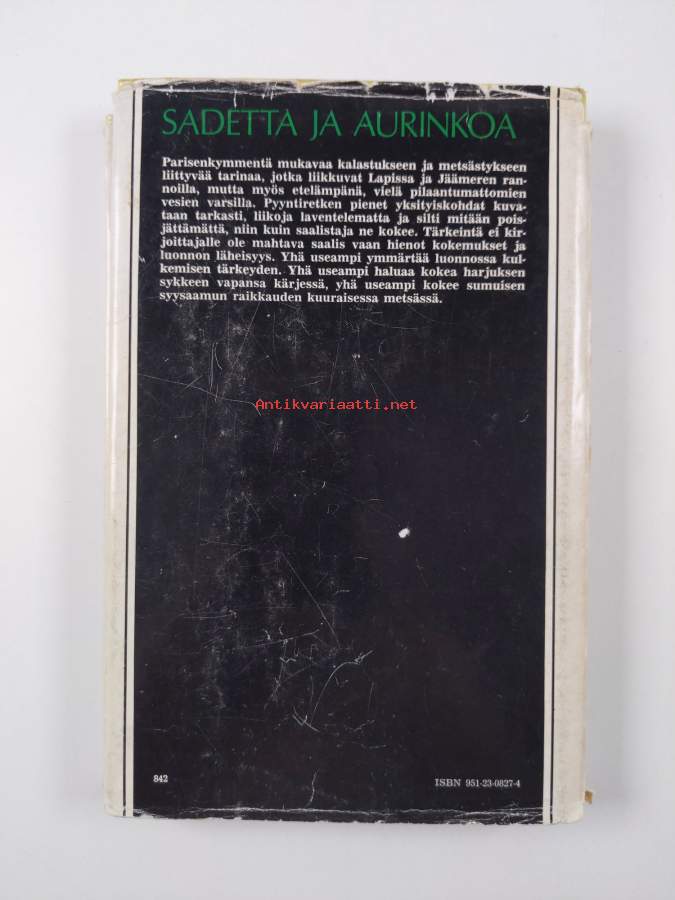 SADETTA JA AURINKOA
Parisenkymmentä mukavaa kalastukseen ja metsästykseen
liittyvää tarinaa, jotka liikkuvat Lapissa ja Jäämeren ran-
noilla, mutta myös etelämpänä, vielä pilaantumattomien
vesien varsilla. Pyyntiretken pienet yksityiskohdat kuva-
taan tarkasti, liikoja laventelematta ja silti mitään pois-
jättämättä, niin kuin saalistaja ne kokee. Tärkeintä ei kir-
joittajalle ole mahtava saalis vaan hienot kokemukset ja
luonnon läheisyys. Yhä useampi ymmärtää luonnossa kul-
kemisen tärkeyden. Yhä useampi haluaa kokea harjuksen
sykkeen vapansa kärjessä, yhä useampi kokee sumuisen
syysaamun raikkauden kuuraisessa metsässä.
Antikvariaatti.net
842
ISBN 951-23-0827-4